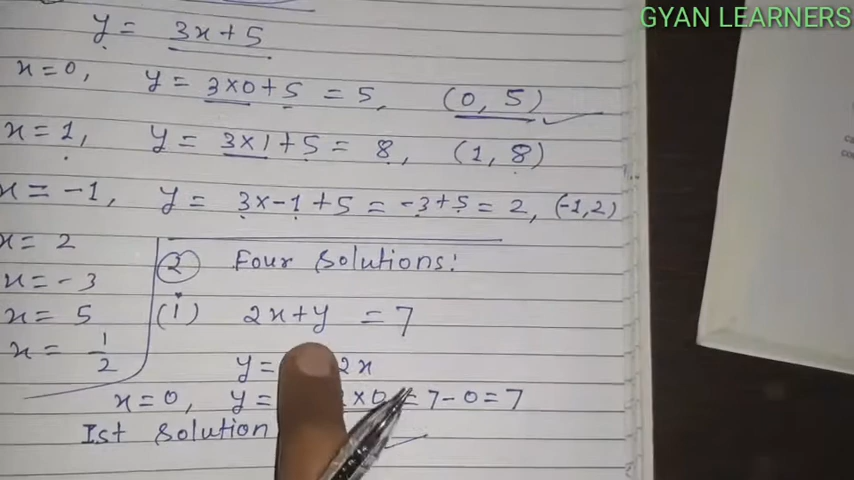 GYAN LEARNERS
y = 3x+5
x=0, y = 3×0+5 = 5, (0, 5)
x=1, y = 3×1+5 = 8, (1, 8)
x=-1, y = 3×-1+5 = -3+5 = 2, (-1,2)
x= 2
x=-3
x= 5
x= 1/2
② Four Solutions:
(i) 2x+y = 7
y= 2x
x=0, y= ×0 = 7-0=7
Ist Solution